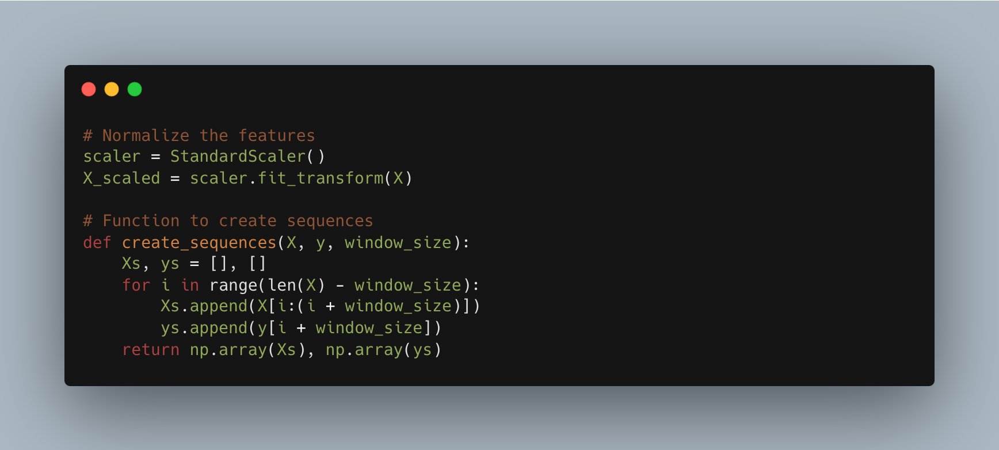 # Normalize the features
scaler = StandardScaler()
X_scaled = scaler.fit_transform(X)

# Function to create sequences
def create_sequences(X, y, window_size):
    Xs, ys = [], []
    for i in range(len(X) - window_size):
        Xs.append(X[i:(i + window_size)])
        ys.append(y[i + window_size])
    return np.array(Xs), np.array(ys)